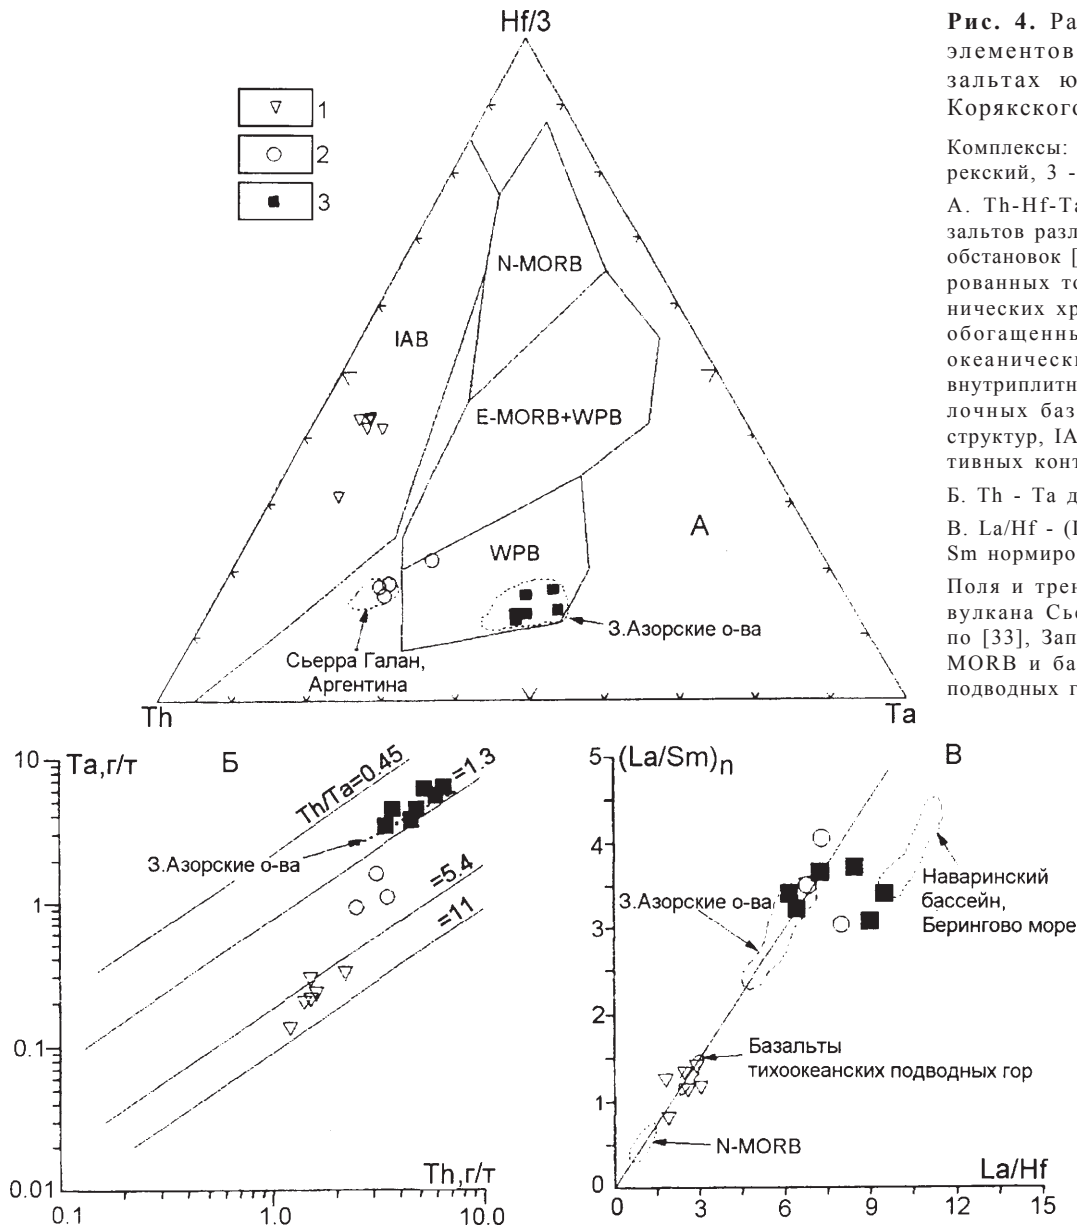 Hf/3
1
2
3
N-MORB
IAB
E-MORB+WPB
A
WPB
З.Азорские о-ва
Сьерра Галан,
Аргентина
Th
Ta
Рис. 4. Ра
элементов
зальтах ю
Корякского
Комплексы:
рекский, 3 -
А. Th-Hf-Ta
зальтов разл
обстановок [
рованных то
нических хр
обогащенны
океанически
внутриплитн
лочных баз
структур, IA
тивных конт
Б. Th - Ta д
В. La/Hf - (I
Sm нормиро
Поля и трен
вулкана Сье
по [33], Зап
MORB и ба
подводных г
10
Ta,г/т
Б
Th/Ta=0.45
=1.3
З.Азорские о-ва
=5.4
1
=11
0.1
Th,г/т
0.01
0.1
1.0
10.0
5
(La/Sm)n
В
4
Наваринский
бассейн,
Берингово море
З.Азорские о-ва
3
2
Базальты
тихоокеанских подводных гор
1
N-MORB
La/Hf
0
0
3
6
9
12
15